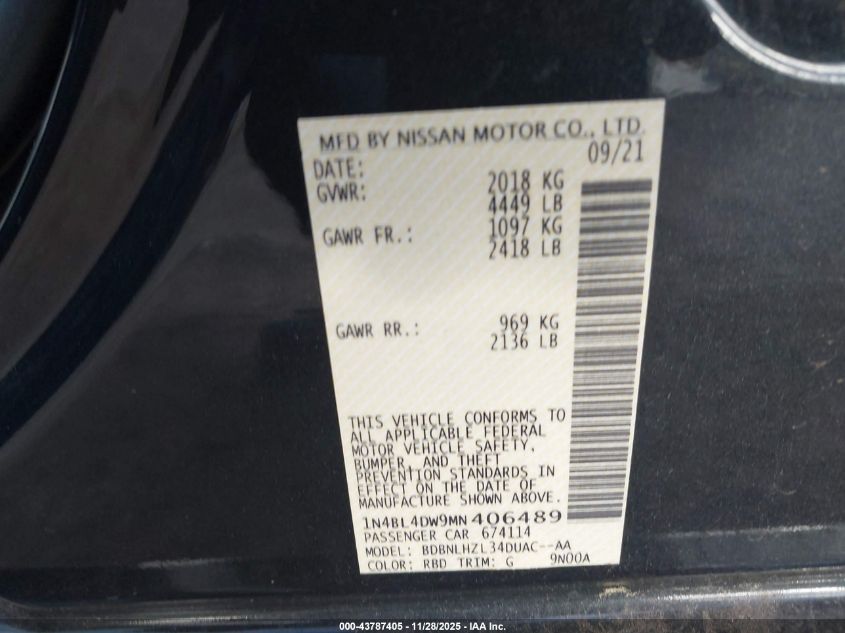 MFD BY NISSAN MOTOR CO., LTD.
DATE: 09/21
GVWR: 2018 KG
4449 LB
GAWR FR.: 1097 KG
2418 LB
GAWR RR.: 969 KG
2136 LB
THIS VEHICLE CONFORMS TO
ALL APPLICABLE FEDERAL
MOTOR VEHICLE SAFETY,
BUMPER, AND THEFT
PREVENTION STANDARDS IN
EFFECT ON THE DATE OF
MANUFACTURE SHOWN ABOVE.
1N4BL4DW9MN406489
PASSENGER CAR 674114
MODEL: BDBNLHZL34DUAC--AA
COLOR: RBD TRIM: G 9N00A
000-43787405 - 11/28/2025 - IAA Inc.